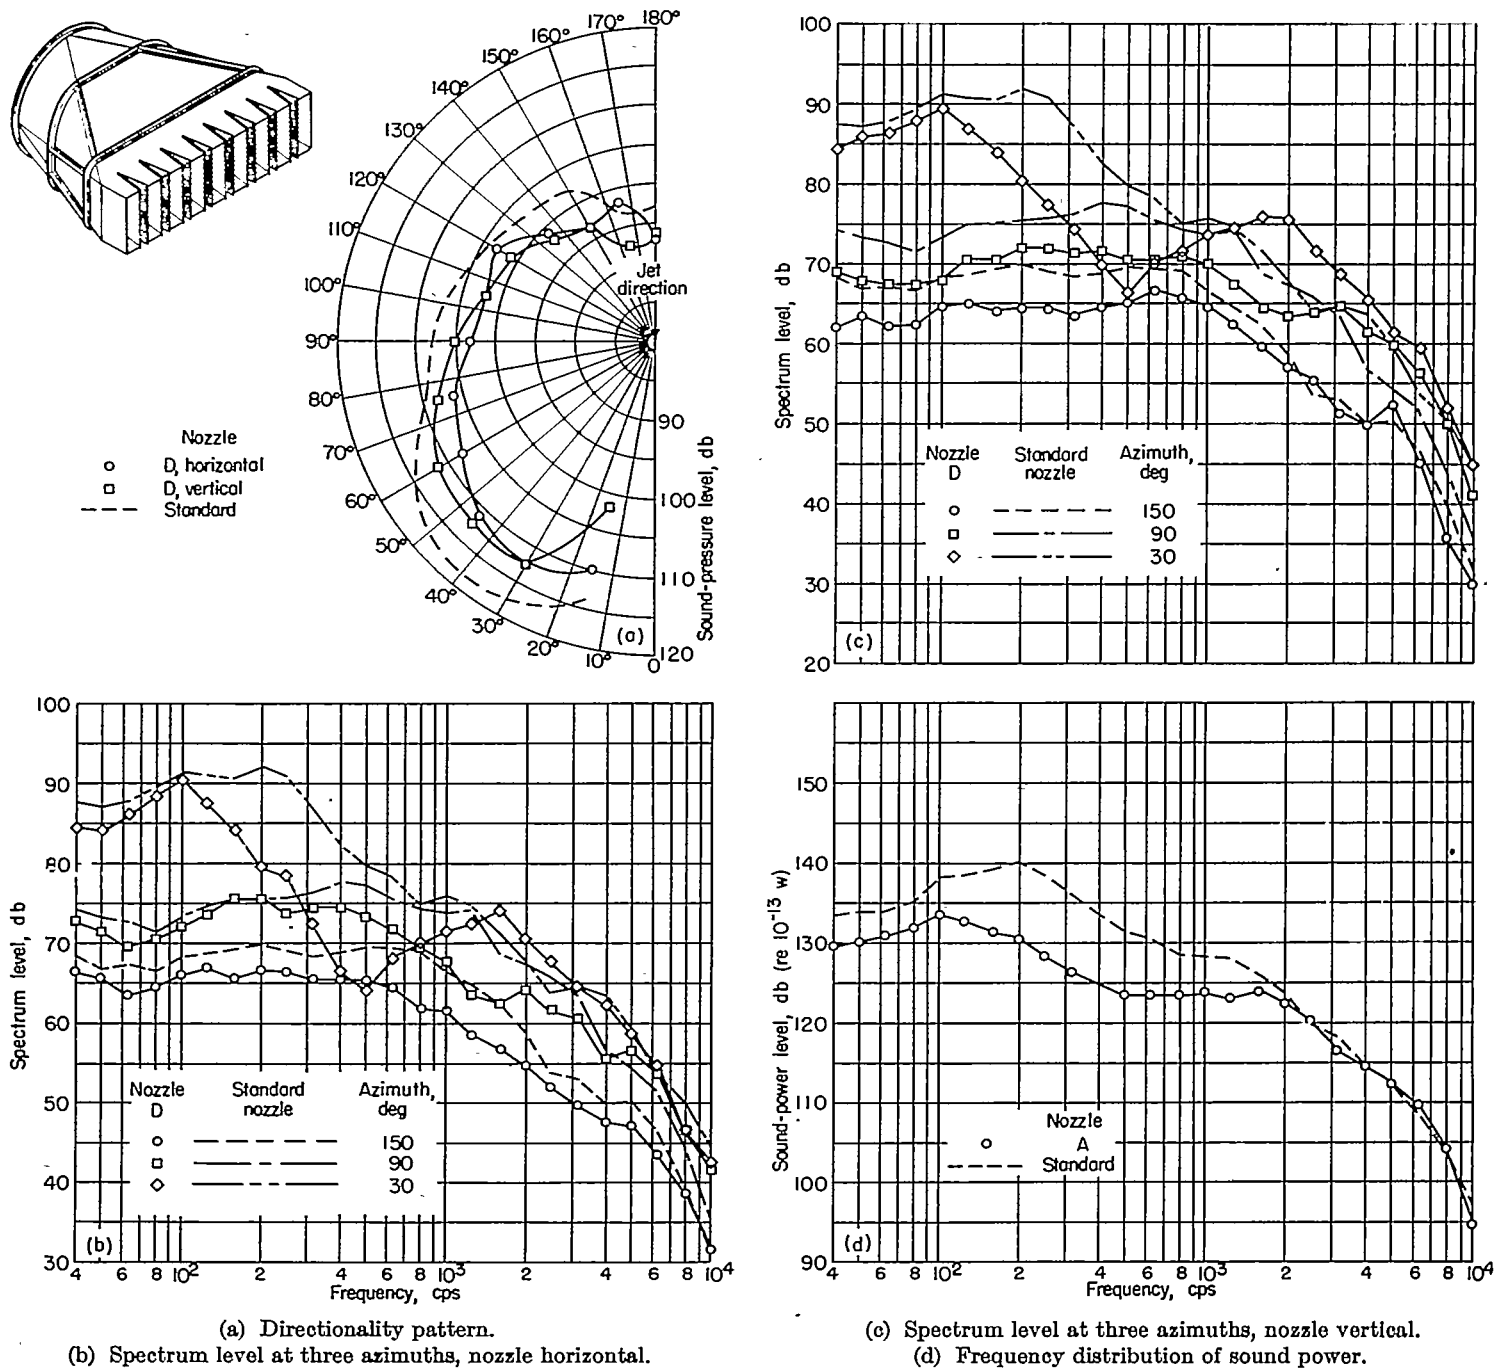 180°
170°
160°
150°
140°
130°
120°
110°
100°
90°
80°
70°
60°
50°
40°
30°
20°
10°
0
Jet
direction
90
100
110
120
Sound-pressure level, db
(a)
Nozzle
D, horizontal
D, vertical
Standard
100
90
80
70
60
50
40
30
20
Spectrum level, db
Nozzle Standard Azimuth,
D nozzle deg
150
90
30
(c)
100
90
80
70
60
50
40
30
Spectrum level, db
Nozzle Standard Azimuth,
D nozzle deg
150
90
30
(b)
4 6 8 10² 2 4 6 8 10³ 2 4 6 10⁴
Frequency, cps
150
140
130
120
110
100
90
Sound-power level, db (re 10⁻¹³ w)
Nozzle
A
Standard
(d)
4 6 8 10² 2 4 6 8 10³ 2 4 6 8 10⁴
Frequency, cps
(a) Directionality pattern.
(b) Spectrum level at three azimuths, nozzle horizontal.
(c) Spectrum level at three azimuths, nozzle vertical.
(d) Frequency distribution of sound power.